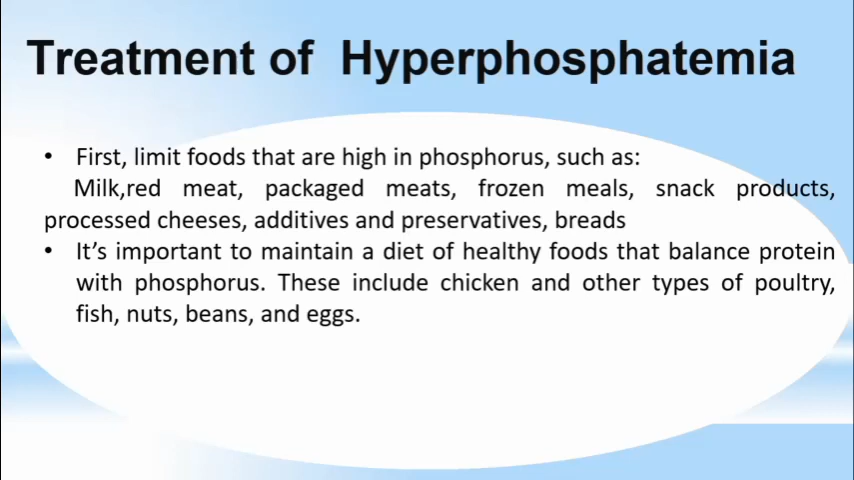 Treatment of Hyperphosphatemia
• First, limit foods that are high in phosphorus, such as:
Milk,red meat, packaged meats, frozen meals, snack products,
processed cheeses, additives and preservatives, breads
• It’s important to maintain a diet of healthy foods that balance protein
with phosphorus. These include chicken and other types of poultry,
fish, nuts, beans, and eggs.